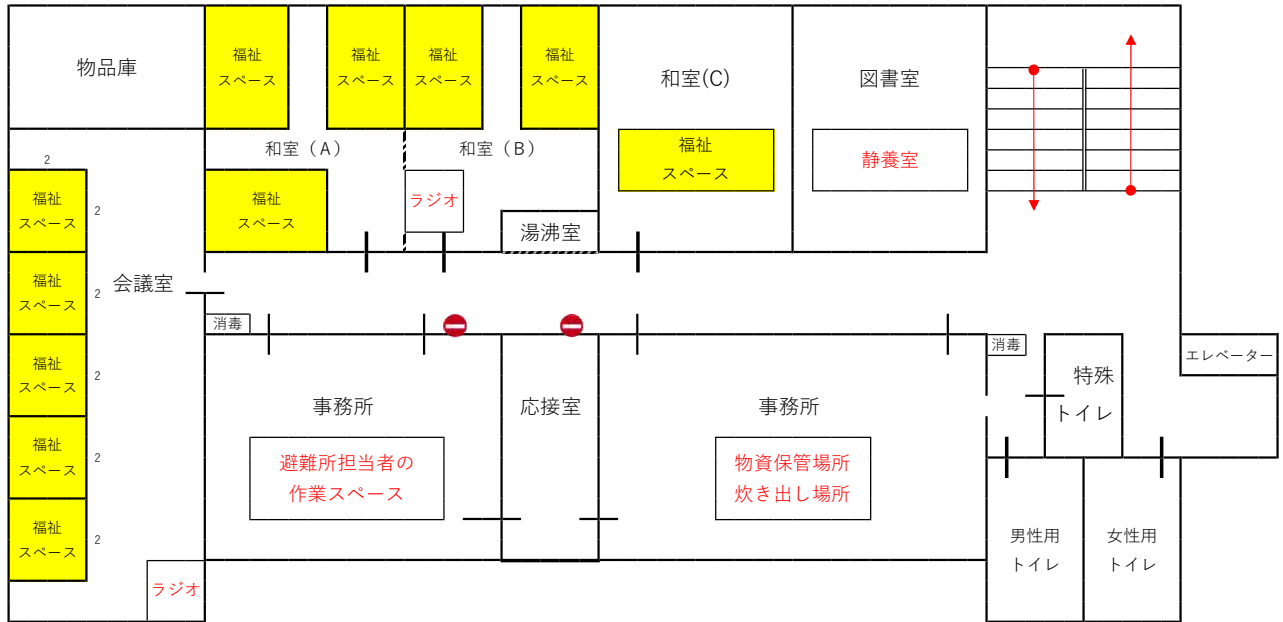 物品庫
福祉
スペース
福祉
スペース
福祉
スペース
福祉
スペース
和室(C)
図書室
和室（A）
和室（B）
福祉
スペース
静養室
2
福祉
スペース
2
福祉
スペース
ラジオ
湯沸室
福祉
スペース
2
会議室
消毒
福祉
スペース
2
消毒
特殊
トイレ
エレベーター
事務所
応接室
事務所
福祉
スペース
2
避難所担当者の
作業スペース
物資保管場所
炊き出し場所
福祉
スペース
2
男性用
トイレ
女性用
トイレ
ラジオ